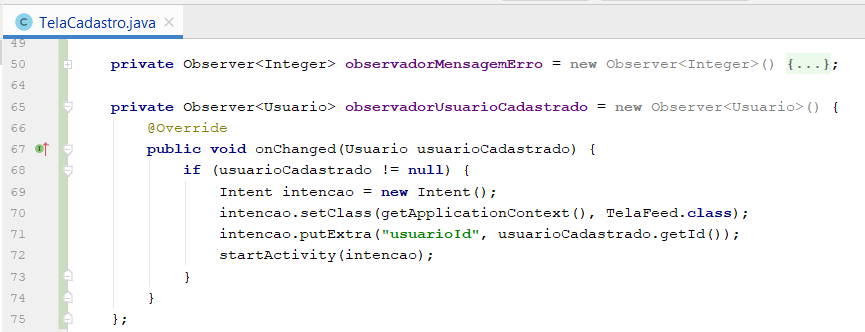 C TelaCadastro.java ×
49
50 private Observer<Integer> observadorMensagemErro = new Observer<Integer>() {...};
64
65 private Observer<Usuario> observadorUsuarioCadastrado = new Observer<Usuario>() {
66 @Override
67 public void onChanged(Usuario usuarioCadastrado) {
68 if (usuarioCadastrado != null) {
69 Intent intencao = new Intent();
70 intencao.setClass(getApplicationContext(), TelaFeed.class);
71 intencao.putExtra("usuarioId", usuarioCadastrado.getId());
72 startActivity(intencao);
73 }
74 }
75 };